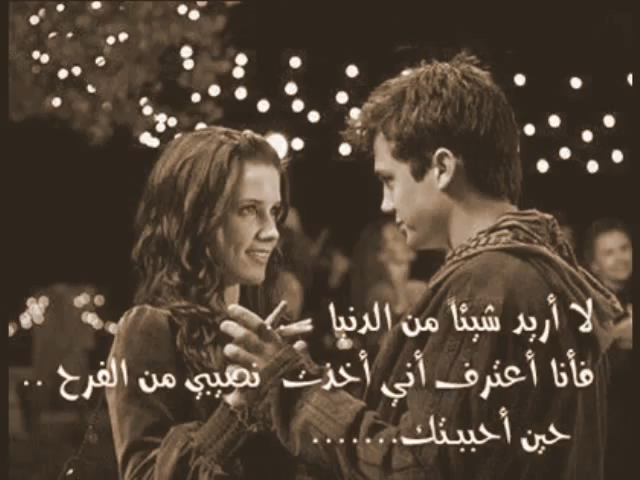 لا أريد شيئاً من الدنيا
فأنا أعترف أني أخذت نصيبي من الفرح ..
حين أحببتك.......